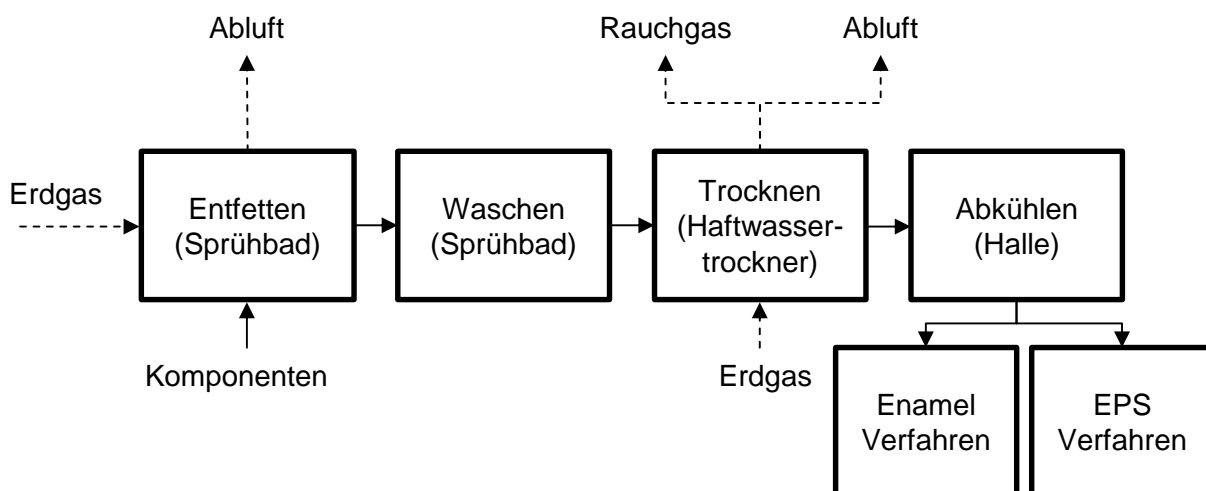 Abluft
Rauchgas
Abluft
Erdgas
Entfetten
(Sprühbad)
Waschen
(Sprühbad)
Trocknen
(Haftwasser-
trockner)
Abkühlen
(Halle)
Komponenten
Erdgas
Enamel
Verfahren
EPS
Verfahren